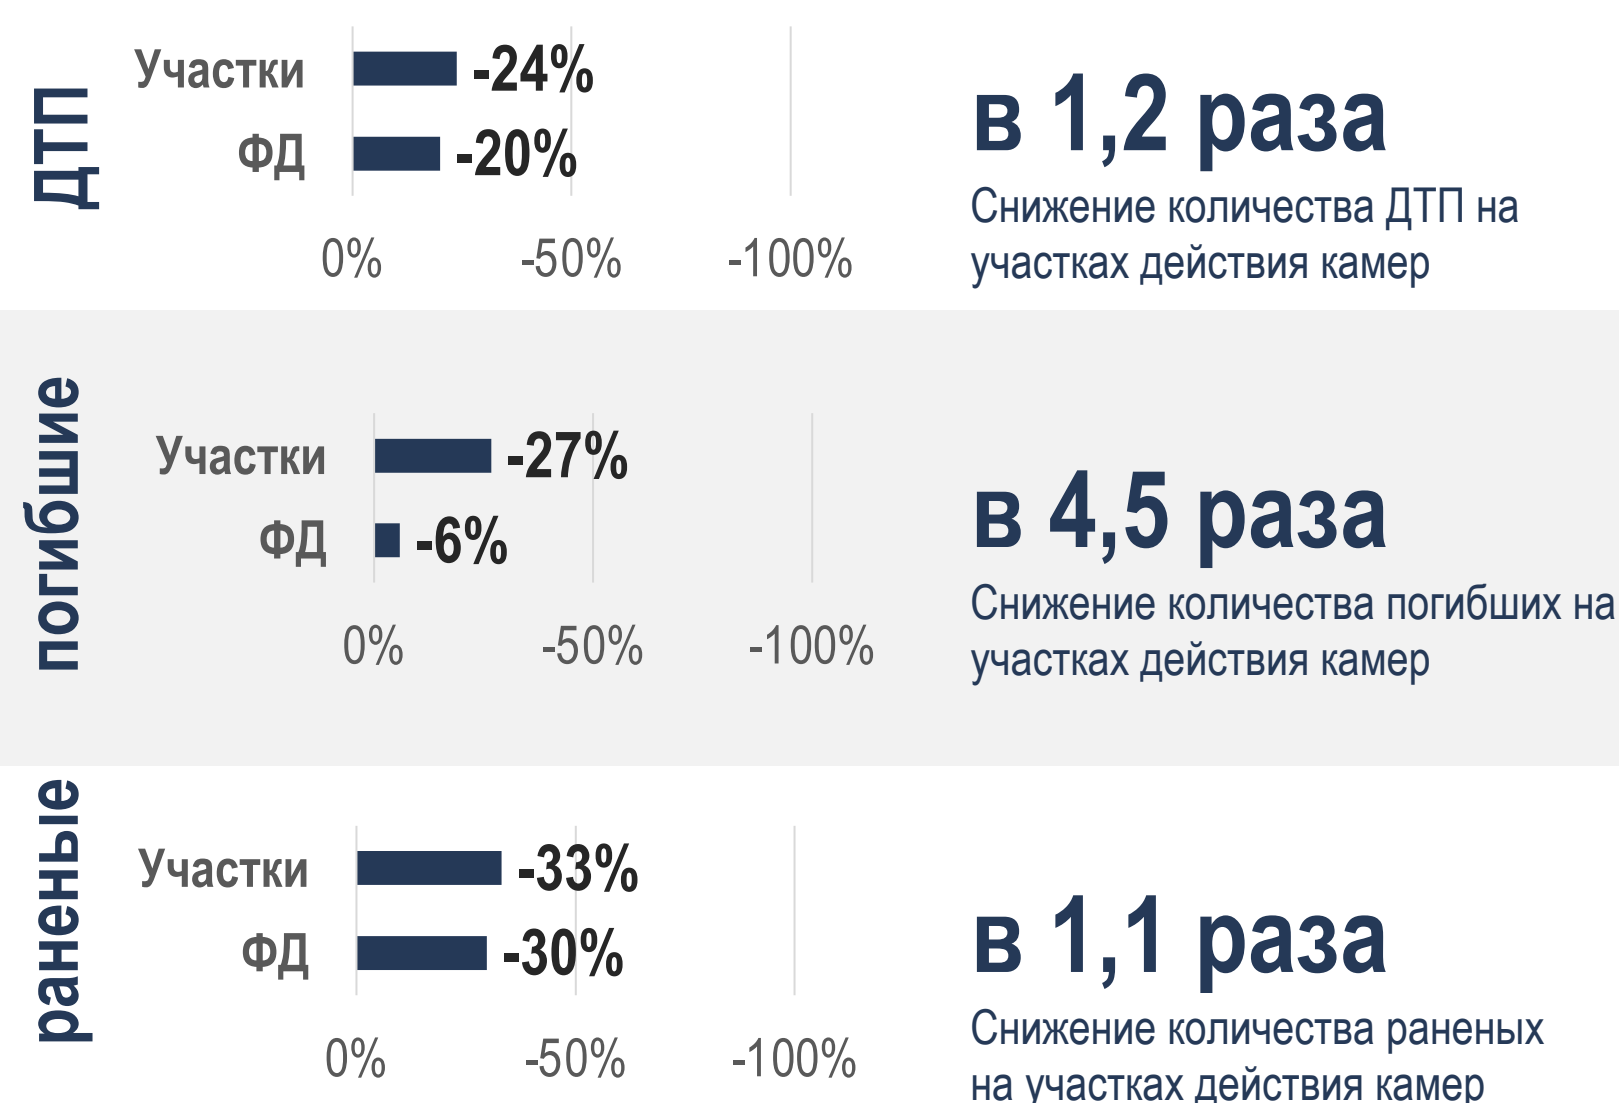 ДТП
Участки
-24%
ФД
-20%
0%
-50%
-100%
в 1,2 раза
Снижение количества ДТП на
участках действия камер
погибшие
Участки
-27%
ФД
-6%
0%
-50%
-100%
в 4,5 раза
Снижение количества погибших на
участках действия камер
раненые
Участки
-33%
ФД
-30%
0%
-50%
-100%
в 1,1 раза
Снижение количества раненых
на участках действия камер